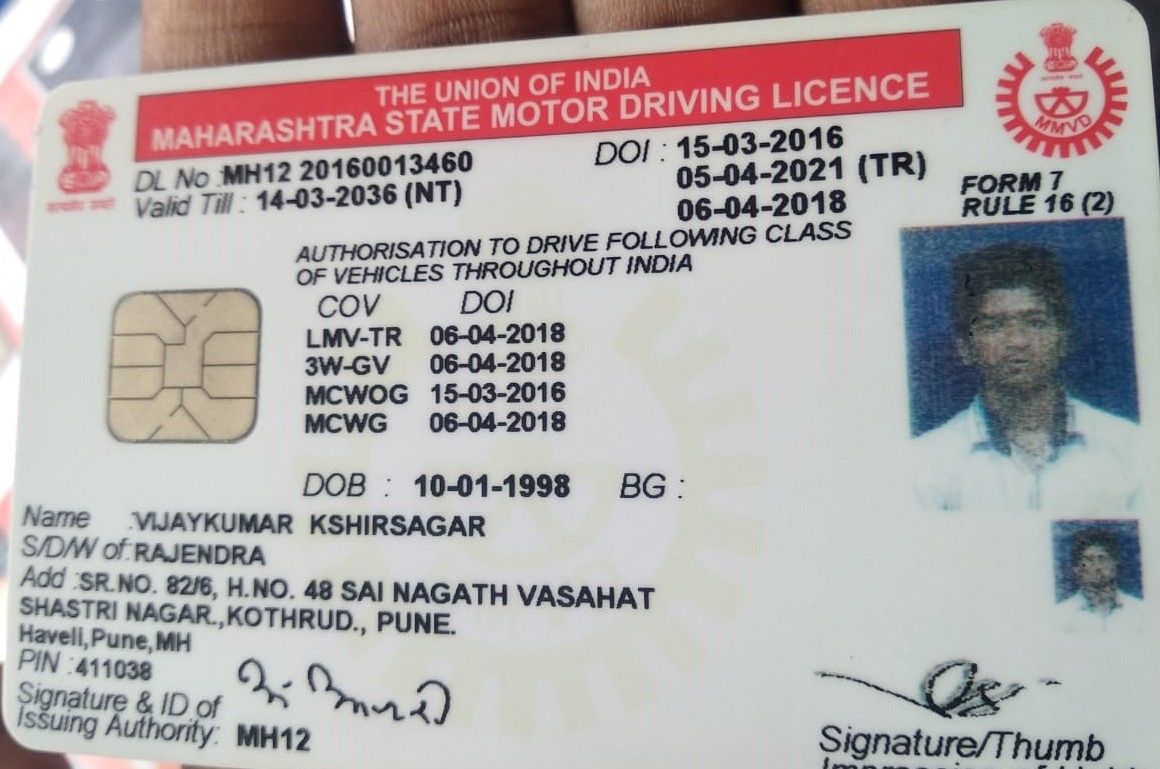 THE UNION OF INDIA
MAHARASHTRA STATE MOTOR DRIVING LICENCE
MMVD
DL No : MH12 20160013460
DOI : 15-03-2016
Valid Till : 14-03-2036 (NT)
05-04-2021 (TR)
06-04-2018
FORM 7
RULE 16 (2)
AUTHORISATION TO DRIVE FOLLOWING CLASS
OF VEHICLES THROUGHOUT INDIA
COV DOI
LMV-TR 06-04-2018
3W-GV 06-04-2018
MCWOG 15-03-2016
MCWG 06-04-2018
DOB : 10-01-1998 BG :
Name : VIJAYKUMAR KSHIRSAGAR
S/D/W of : RAJENDRA
Add : SR.NO. 82/6, H.NO. 48 SAI NAGATH VASAHAT
SHASTRI NAGAR.,KOTHRUD., PUNE.
Haveli,Pune,MH
PIN : 411038
Signature & ID of
Issuing Authority: MH12
Signature/Thumb